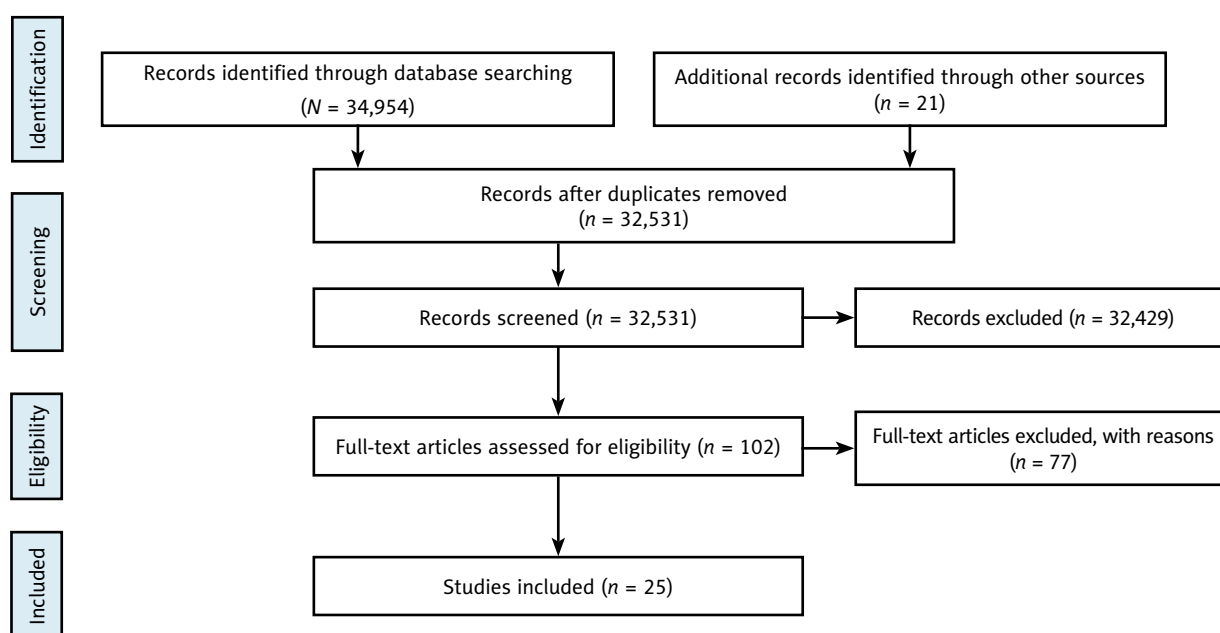 Identification
Records identified through database searching
(N = 34,954)
Additional records identified through other sources
(n = 21)
Screening
Records after duplicates removed
(n = 32,531)
Records screened (n = 32,531)
Records excluded (n = 32,429)
Eligibility
Full-text articles assessed for eligibility (n = 102)
Full-text articles excluded, with reasons
(n = 77)
Included
Studies included (n = 25)